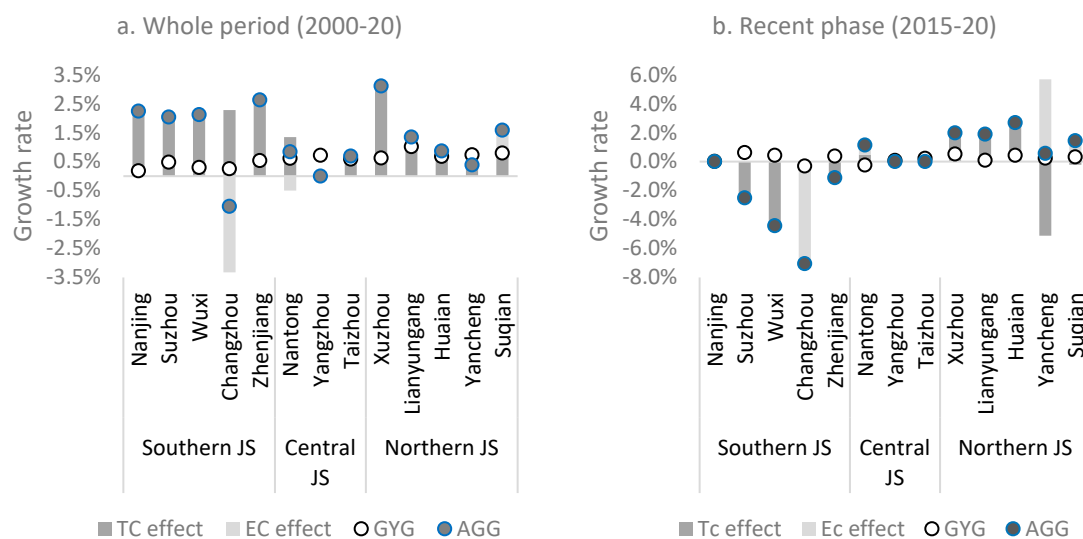 a. Whole period (2000-20)
Growth rate
3.5%
2.5%
1.5%
0.5%
-0.5%
-1.5%
-2.5%
-3.5%
Nanjing
Suzhou
Wuxi
Changzhou
Zhenjiang
Nantong
Yangzhou
Taizhou
Xuzhou
Lianyungang
Huaian
Yancheng
Suqian
Southern JS
Central JS
Northern JS
TC effect
EC effect
GYG
AGG
b. Recent phase (2015-20)
Growth rate
6.0%
4.0%
2.0%
0.0%
-2.0%
-4.0%
-6.0%
-8.0%
Nanjing
Suzhou
Wuxi
Changzhou
Zhenjiang
Nantong
Yangzhou
Taizhou
Xuzhou
Lianyungang
Huaian
Yancheng
Suqian
Southern JS
Central
JS
Northern JS
Tc effect
Ec effect
GYG
AGG